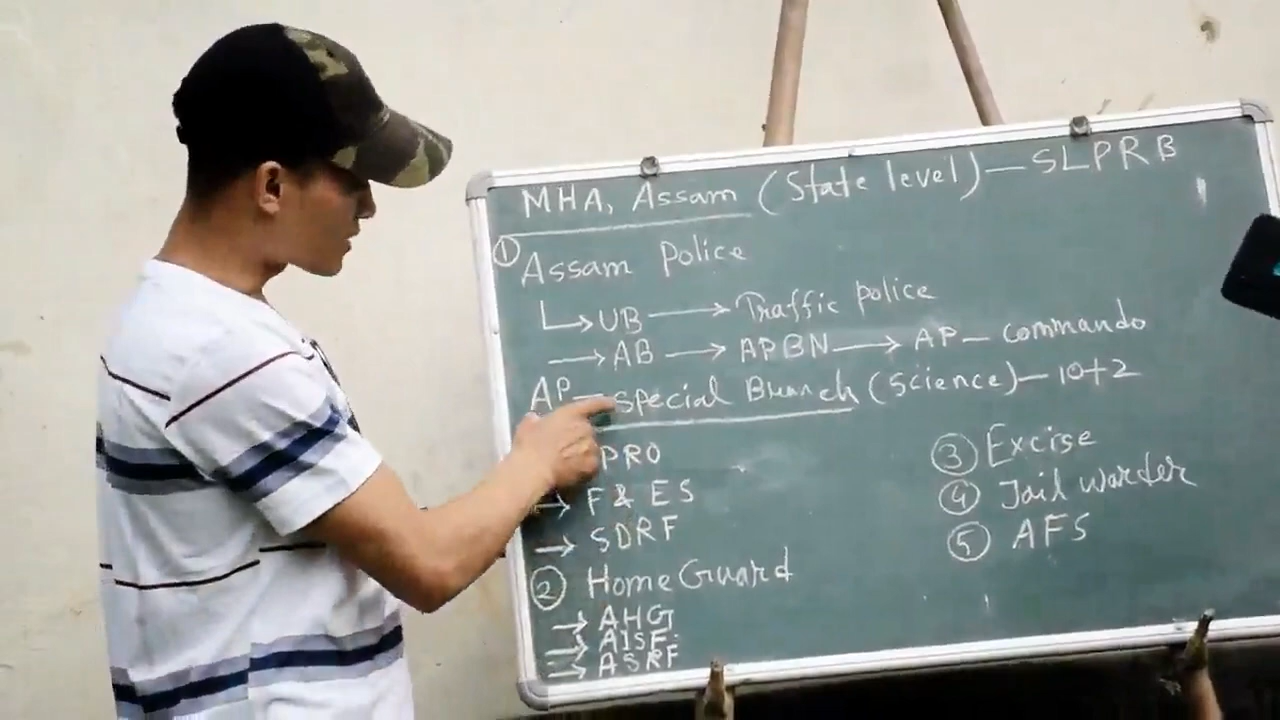 MHA, Assam (State level) — SLPRB
① Assam Police
↳ UB → Traffic police
→ AB → APBN → AP — commando
AP — Special Branch (Science) — 10+2
PRO
→ F & ES
→ SDRF
② Home Guard
→ AHG
→ AISF
→ ASRF
③ Excise
④ Jail warder
⑤ AFS